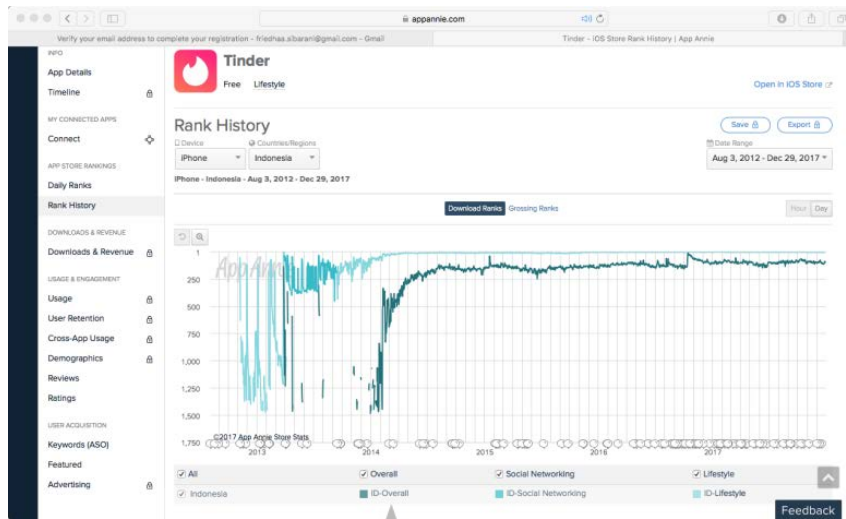 appannie.com
Verify your email address to complete your registration - friedhaa.albarani@gmail.com - Gmail
Tinder - iOS Store Rank History | App Annie
INFO
App Details
Timeline
MY CONNECTED APPS
Connect
APP STORE RANKINGS
Daily Ranks
Rank History
DOWNLOADS & REVENUE
Downloads & Revenue
USAGE & ENGAGEMENT
Usage
User Retention
Cross-App Usage
Demographics
Reviews
Ratings
USER ACQUISITION
Keywords (ASO)
Featured
Advertising
Tinder
Free Lifestyle
Open in iOS Store
Rank History
Save
Export
Device
Countries/Regions
Date Range
iPhone
Indonesia
Aug 3, 2012 - Dec 29, 2017
iPhone - Indonesia - Aug 3, 2012 - Dec 29, 2017
Download Ranks Grossing Ranks
Hour Day
App Annie
1
250
500
750
1,000
1,250
1,500
1,750
©2017 App Annie Store Stats
2013 2014 2015 2016 2017
All Overall Social Networking Lifestyle
Indonesia ID-Overall ID-Social Networking ID-Lifestyle
Feedback